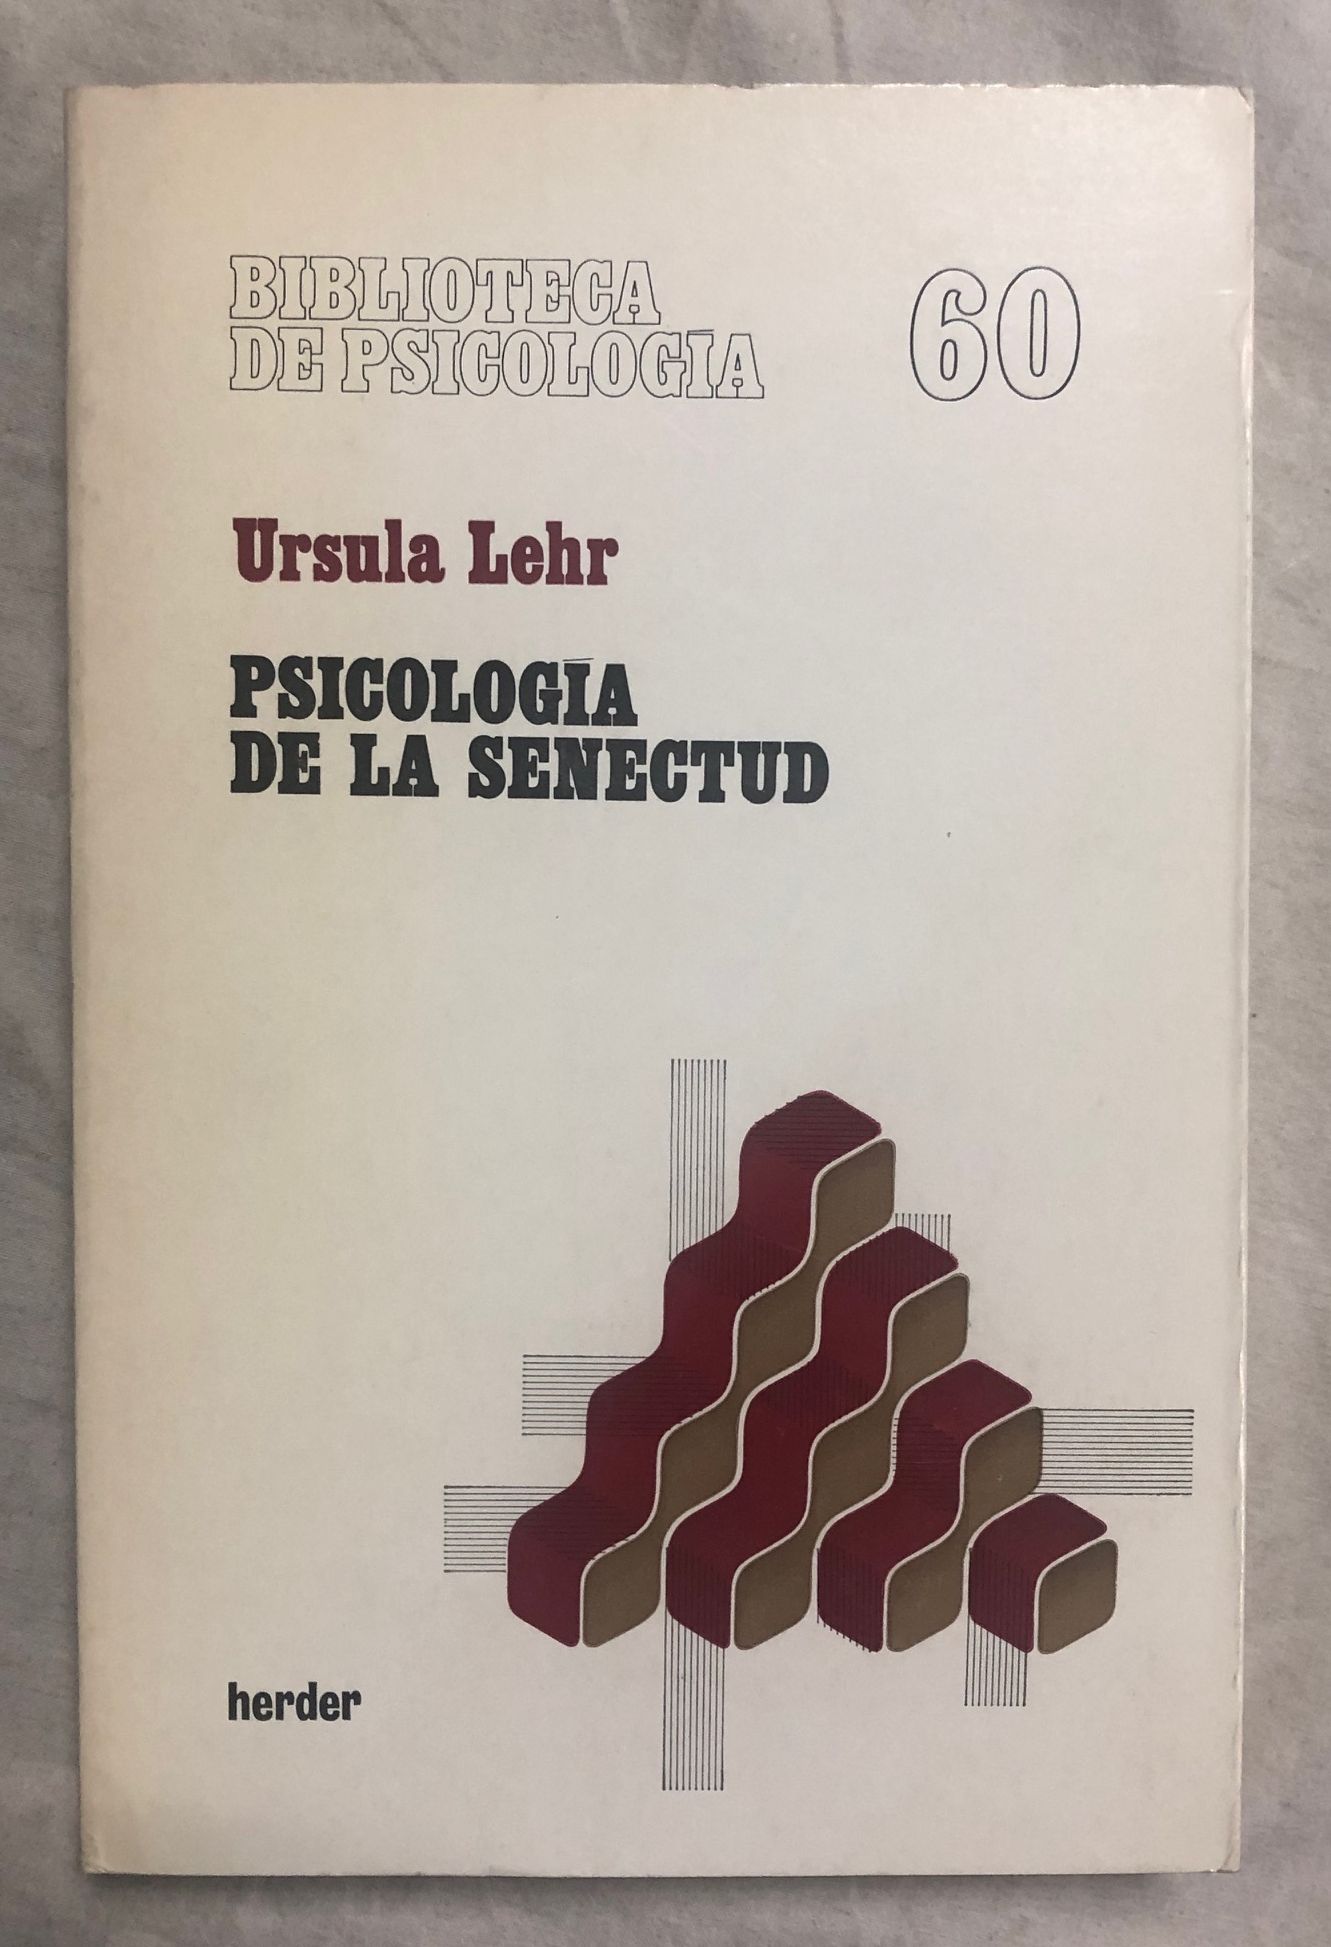 BIBLIOTECA
DE PSICOLOGÍA
60
Ursula Lehr
PSICOLOGÍA
DE LA SENECTUD
herder